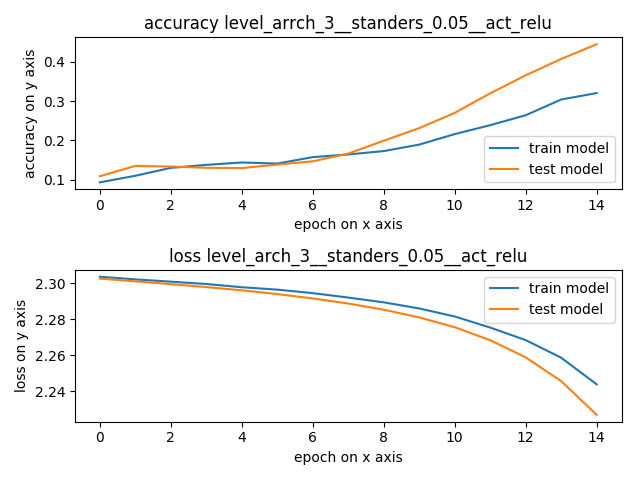 accuracy level_arrch_3__standers_0.05__act_relu
accuracy on y axis
0.4
0.3
0.2
0.1
train model
test model
0 2 4 6 8 10 12 14
epoch on x axis
loss level_arch_3__standers_0.05__act_relu
loss on y axis
2.30
2.28
2.26
2.24
train model
test model
0 2 4 6 8 10 12 14
epoch on x axis